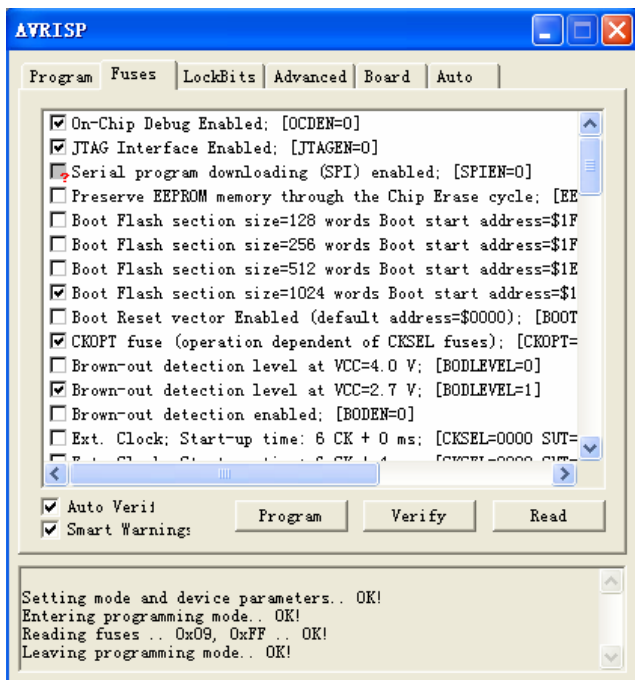 AVRISP
Program Fuses LockBits Advanced Board Auto
On-Chip Debug Enabled; [OCDEN=0]
JTAG Interface Enabled; [JTAGEN=0]
Serial program downloading (SPI) enabled; [SPIEN=0]
Preserve EEPROM memory through the Chip Erase cycle; [EE
Boot Flash section size=128 words Boot start address=$1F
Boot Flash section size=256 words Boot start address=$1F
Boot Flash section size=512 words Boot start address=$1E
Boot Flash section size=1024 words Boot start address=$1
Boot Reset vector Enabled (default address=$0000); [BOOT
CKOPT fuse (operation dependent of CKSEL fuses); [CKOPT=
Brown-out detection level at VCC=4.0 V; [BODLEVEL=0]
Brown-out detection level at VCC=2.7 V; [BODLEVEL=1]
Brown-out detection enabled; [BODEN=0]
Ext. Clock; Start-up time: 6 CK + 0 ms; [CKSEL=0000 SUT=
Auto Verif
Smart Warnings
Program Verify Read
Setting mode and device parameters.. OK!
Entering programming mode.. OK!
Reading fuses .. 0x09, 0xFF .. OK!
Leaving programming mode.. OK!